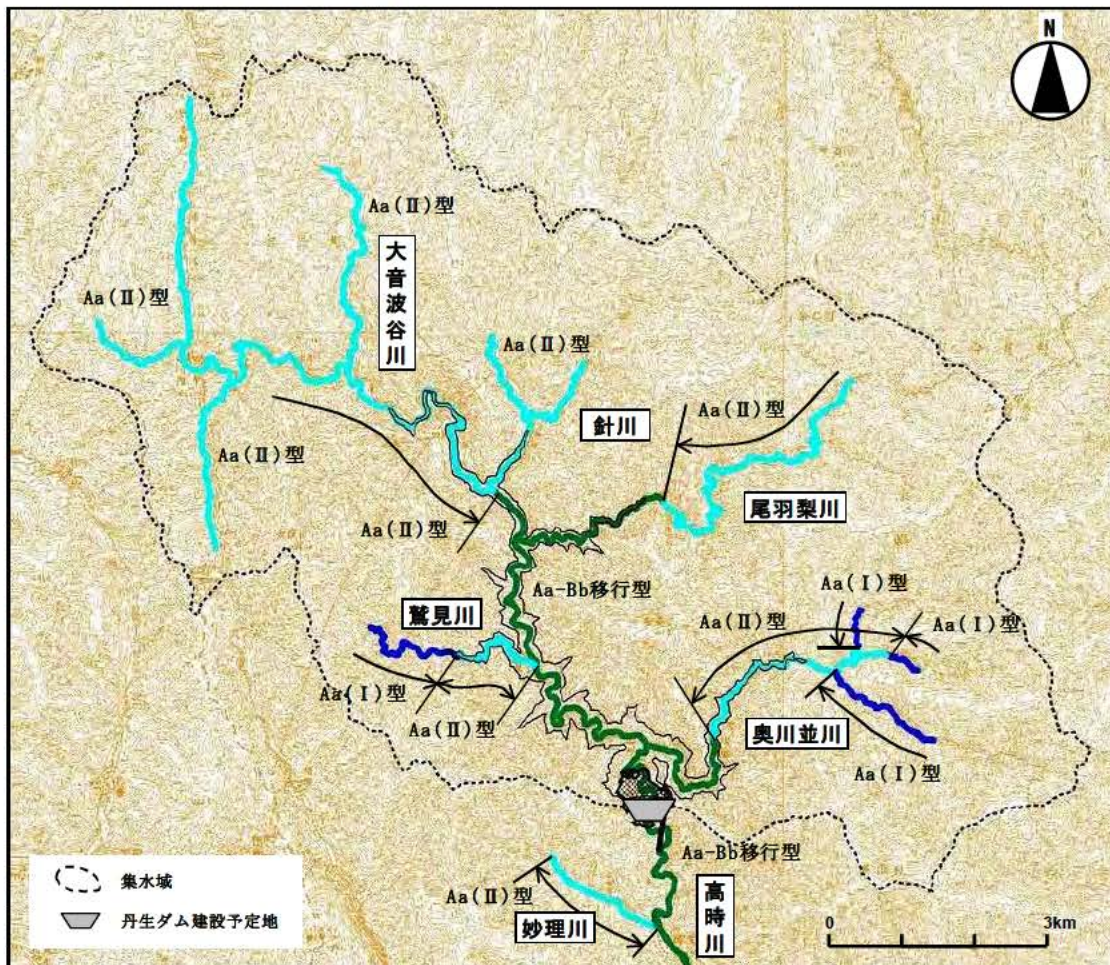 N
Aa(Ⅱ)型
大音波谷川
Aa(Ⅱ)型
Aa(Ⅱ)型
針川
Aa(Ⅱ)型
Aa(Ⅱ)型
尾羽梨川
Aa(Ⅱ)型
Aa-Bb移行型
鷲見川
Aa(Ⅰ)型
Aa(Ⅱ)型
Aa(Ⅰ)型
Aa(Ⅰ)型
Aa(Ⅱ)型
奥川並川
Aa(Ⅰ)型
Aa-Bb移行型
高時川
Aa(Ⅱ)型
妙理川
集水域
丹生ダム建設予定地
0 3km